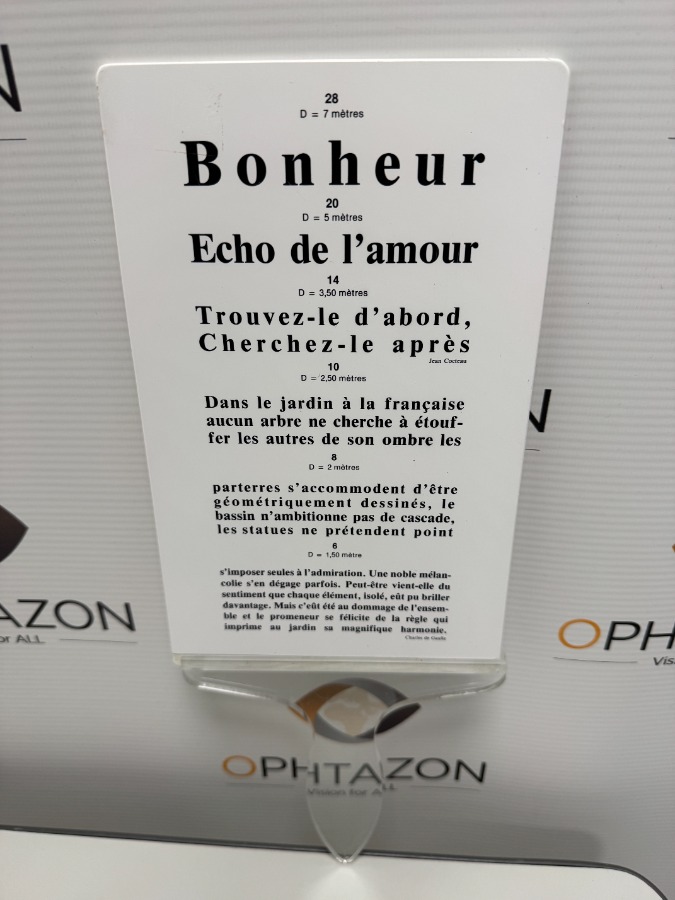 28
D = 7 mètres
Bonheur
20
D = 5 mètres
Echo de l'amour
14
D = 3,50 mètres
Trouvez-le d'abord,
Cherchez-le après
Jean Cocteau
10
D = 2,50 mètres
Dans le jardin à la française
aucun arbre ne cherche à étouf-
fer les autres de son ombre les
8
D = 2 mètres
parterres s'accommodent d'être
géométriquement dessinés, le
bassin n'ambitionne pas de cascade,
les statues ne prétendent point
6
D = 1,50 mètre
s'imposer seules à l'admiration. Une noble mélan-
colie s'en dégage parfois. Peut-être vient-elle du
sentiment que chaque élément, isolé, eût pu briller
davantage. Mais c'eût été au dommage de l'ensem-
ble et le promeneur se félicite de la règle qui
imprime au jardin sa magnifique harmonie.
Charles de Gaulle
AZON
for ALL
OPH
Vis
OPHTAZON
Vision for ALL
N
N